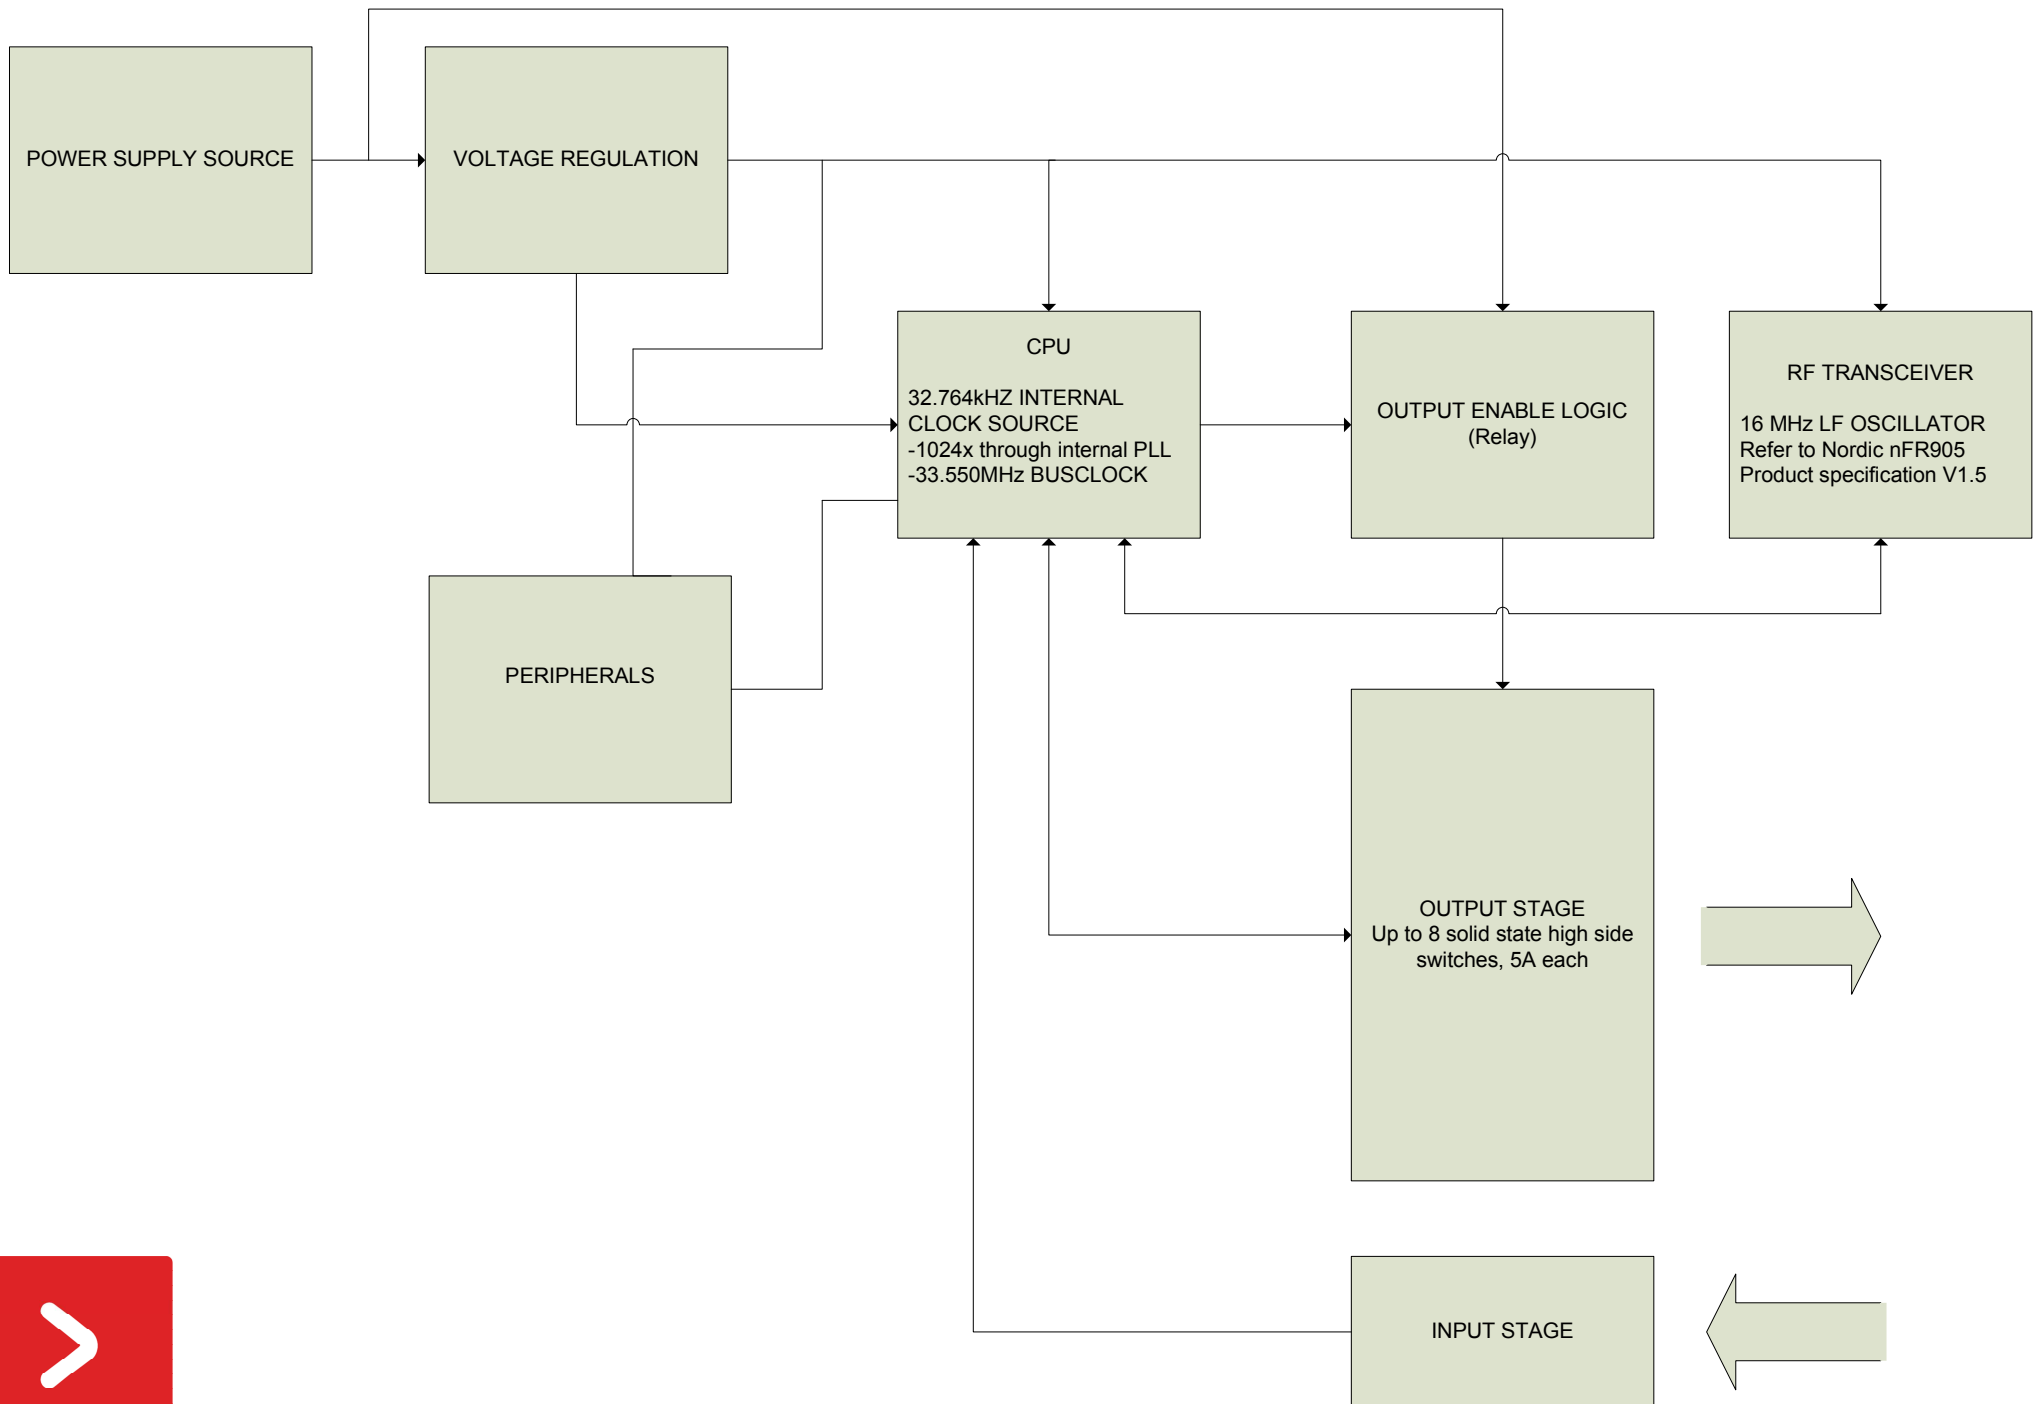 POWER SUPPLY SOURCE
VOLTAGE REGULATION
CPU
32.764kHZ INTERNAL
CLOCK SOURCE
-1024x through internal PLL
-33.550MHz BUSCLOCK
OUTPUT ENABLE LOGIC
(Relay)
RF TRANSCEIVER
16 MHz LF OSCILLATOR
Refer to Nordic nFR905
Product specification V1.5
PERIPHERALS
OUTPUT STAGE
Up to 8 solid state high side
switches, 5A each
INPUT STAGE